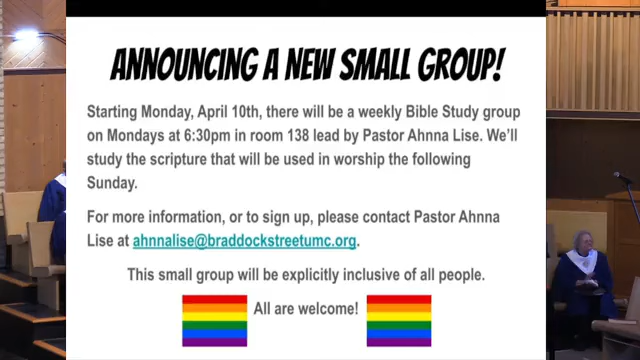 ANNOUNCING A NEW SMALL GROUP!
Starting Monday, April 10th, there will be a weekly Bible Study group
on Mondays at 6:30pm in room 138 lead by Pastor Ahnna Lise. We'll
study the scripture that will be used in worship the following
Sunday.
For more information, or to sign up, please contact Pastor Ahnna
Lise at ahnnalise@braddockstreetumc.org.
This small group will be explicitly inclusive of all people.
All are welcome!